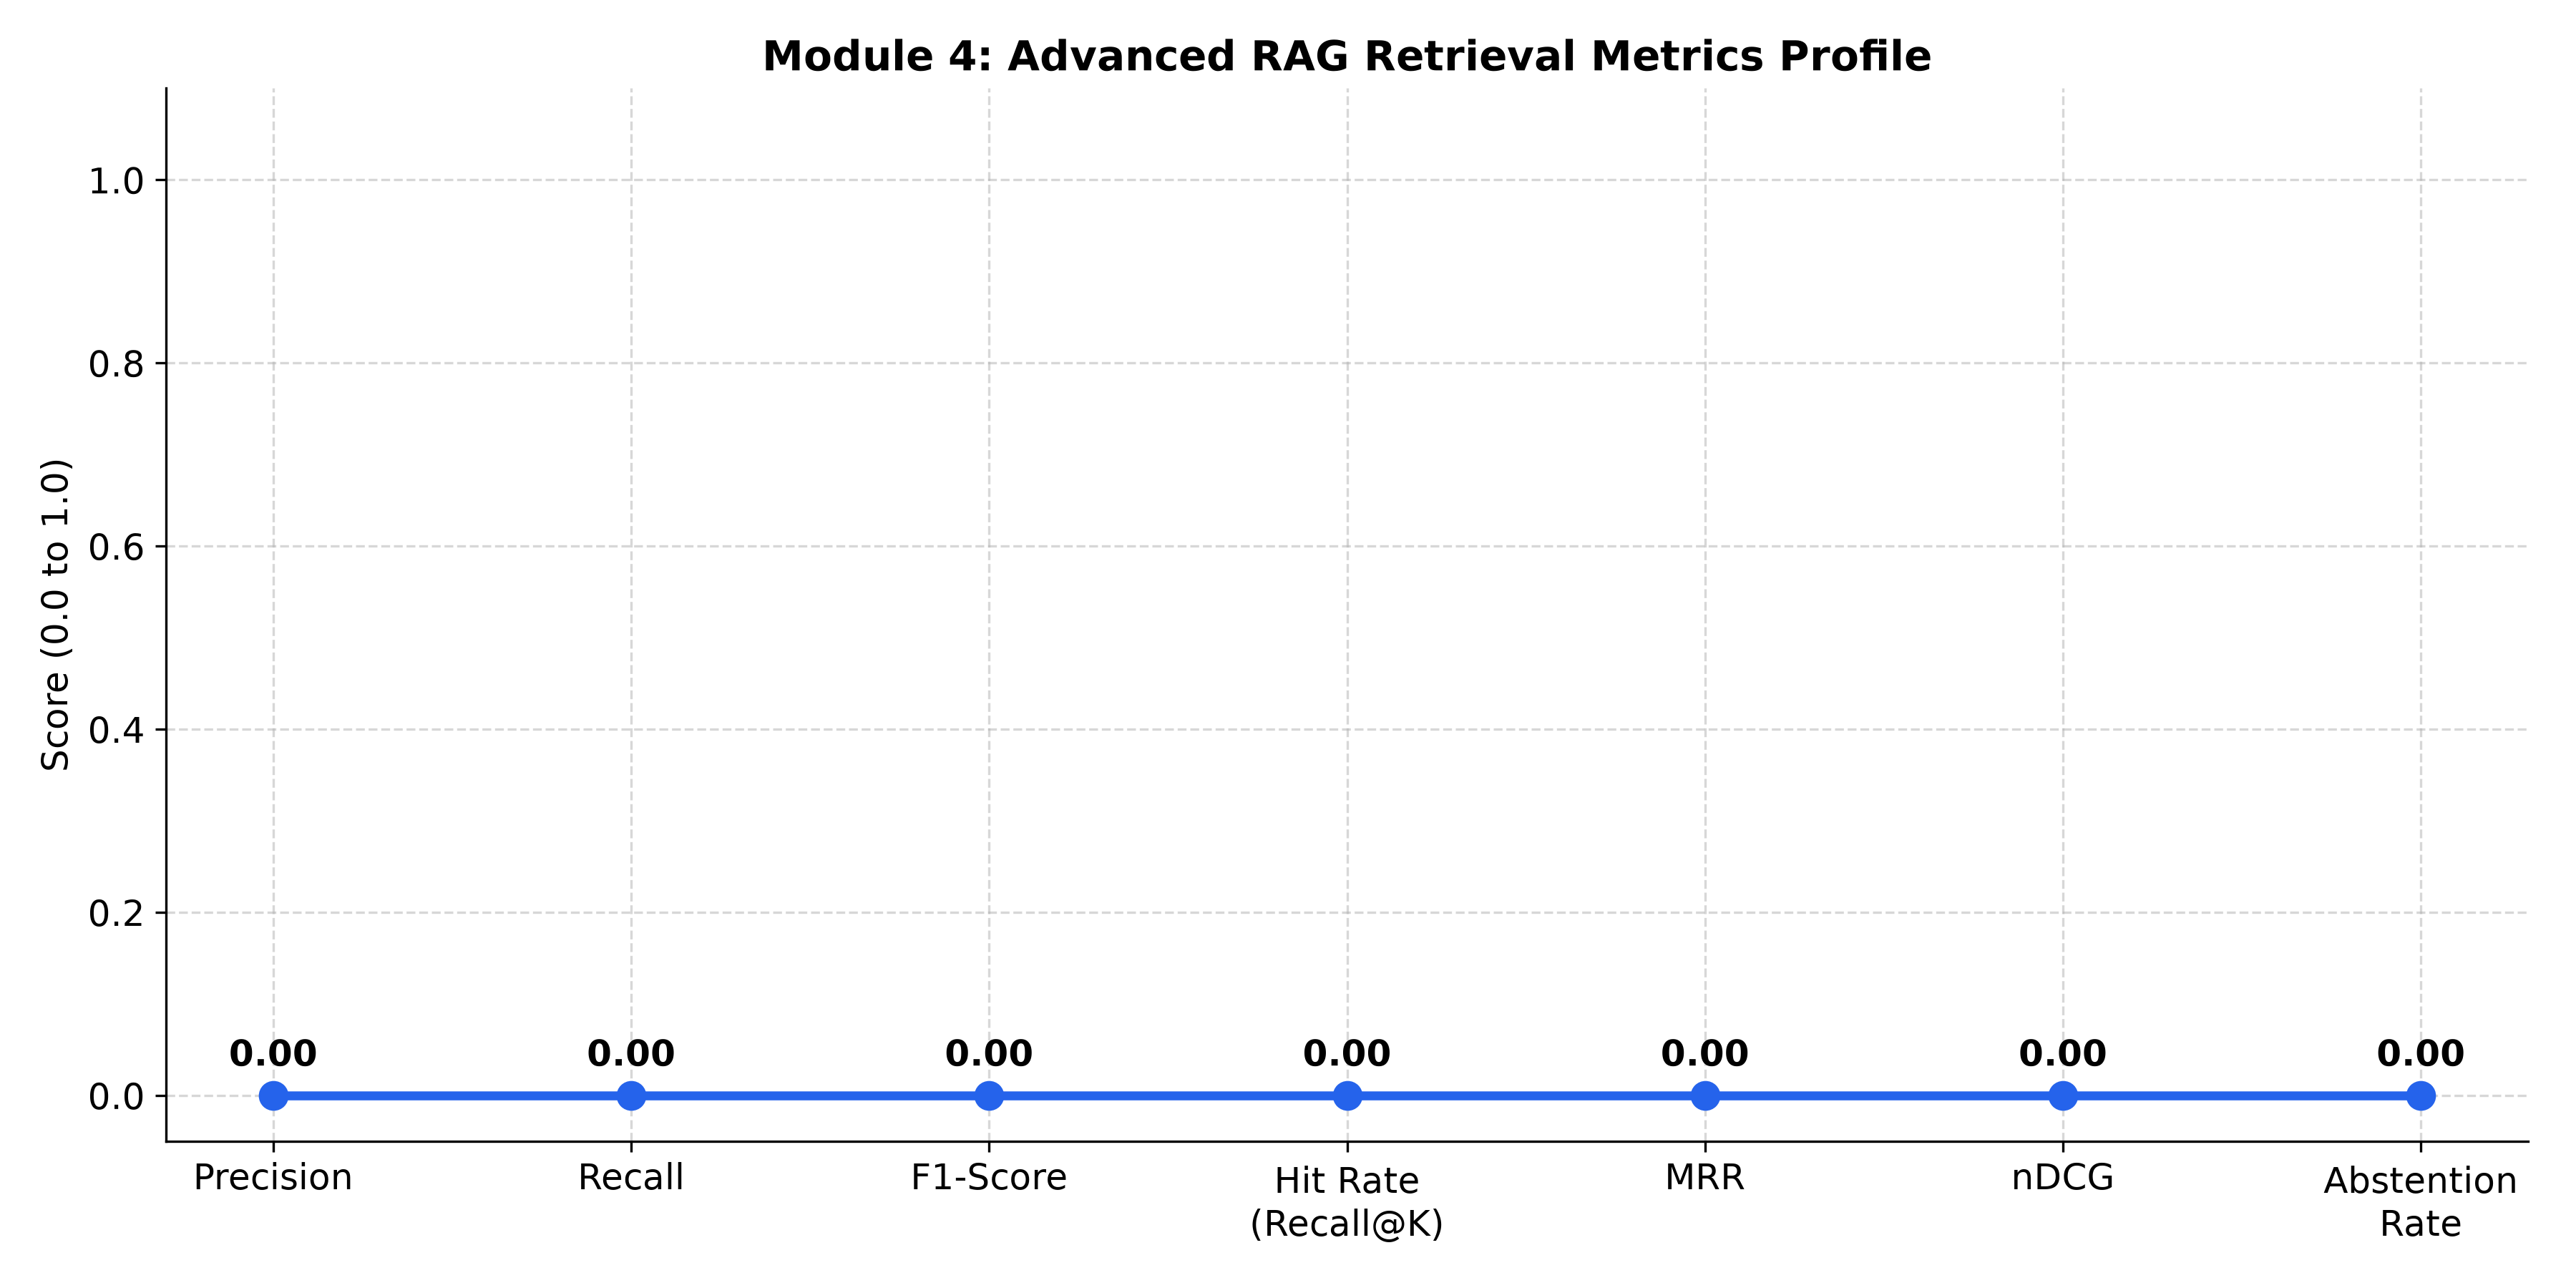 Module 4: Advanced RAG Retrieval Metrics Profile
Score (0.0 to 1.0)
1.0
0.8
0.6
0.4
0.2
0.0
0.00 0.00 0.00 0.00 0.00 0.00 0.00
Precision Recall F1-Score Hit Rate MRR nDCG Abstention
(Recall@K) Rate